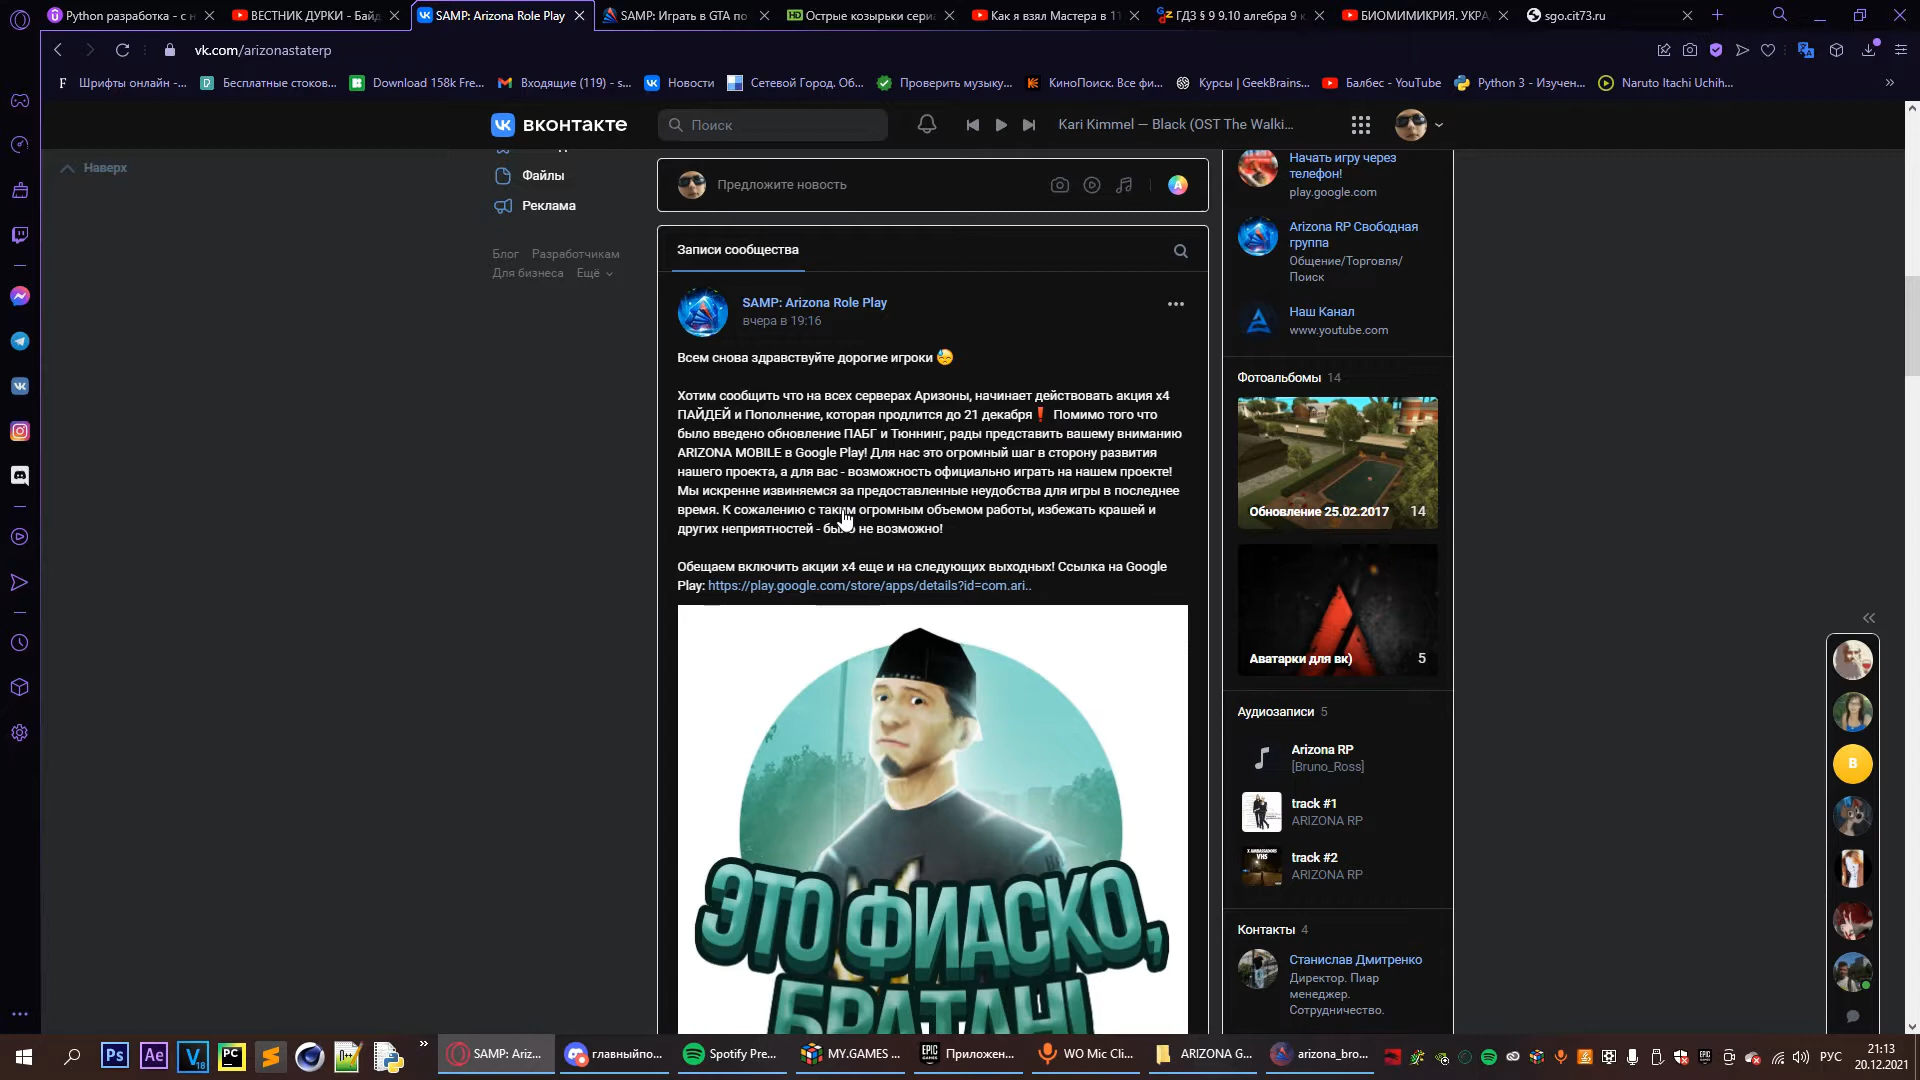 Python разработка - с н
ВЕСТНИК ДУРКИ - Байд
SAMP: Arizona Role Play
SAMP: Играть в GTA по
Острые козырьки сери
Как я взял Мастера в 11
ГДЗ § 9 9.10 алгебра 9 к
БИОМИМИКРИЯ. УКРА
sgo.cit73.ru
vk.com/arizonastaterp
Шрифты онлайн -...
Бесплатные стоков...
Download 158k Fre...
Входящие (119) - s...
Новости
Сетевой Город. Об...
Проверить музыку...
КиноПоиск. Все фи...
Курсы | GeekBrains...
Балбес - YouTube
Python 3 - Изучен...
Naruto Itachi Uchih...
вконтакте
Поиск
Kari Kimmel — Black (OST The Walki...
Наверх
Файлы
Реклама
Блог Разработчикам
Для бизнеса Ещё
Предложите новость
Записи сообщества
SAMP: Arizona Role Play
вчера в 19:16
Всем снова здравствуйте дорогие игроки 😓
Хотим сообщить что на всех серверах Аризоны, начинает действовать акция x4
ПАЙДЕЙ и Пополнение, которая продлится до 21 декабря❗ Помимо того что
было введено обновление ПАБГ и Тюннинг, рады представить вашему вниманию
ARIZONA MOBILE в Google Play! Для нас это огромный шаг в сторону развития
нашего проекта, а для вас - возможность официально играть на нашем проекте!
Мы искренне извиняемся за предоставленные неудобства для игры в последнее
время. К сожалению с таким огромным объемом работы, избежать крашей и
других неприятностей - было не возможно!
Обещаем включить акции x4 еще и на следующих выходных! Ссылка на Google
Play: https://play.google.com/store/apps/details?id=com.ari..
ЭТО ФИАСКО,
БРАТАН!
Начать игру через
телефон!
play.google.com
Arizona RP Свободная
группа
Общение/Торговля/
Поиск
Наш Канал
www.youtube.com
Фотоальбомы 14
Обновление 25.02.2017 14
Аватарки для вк) 5
Аудиозаписи 5
Arizona RP
[Bruno_Ross]
track #1
ARIZONA RP
track #2
ARIZONA RP
Контакты 4
Станислав Дмитренко
Директор. Пиар
менеджер.
Сотрудничество.
B
Ps
Ae
V
18
PC
SAMP: Ariz...
главныйпо...
Spotify Pre...
MY.GAMES ...
Приложен...
WO Mic Cli...
ARIZONA G...
arizona_bro...
РУС
21:13
20.12.2021